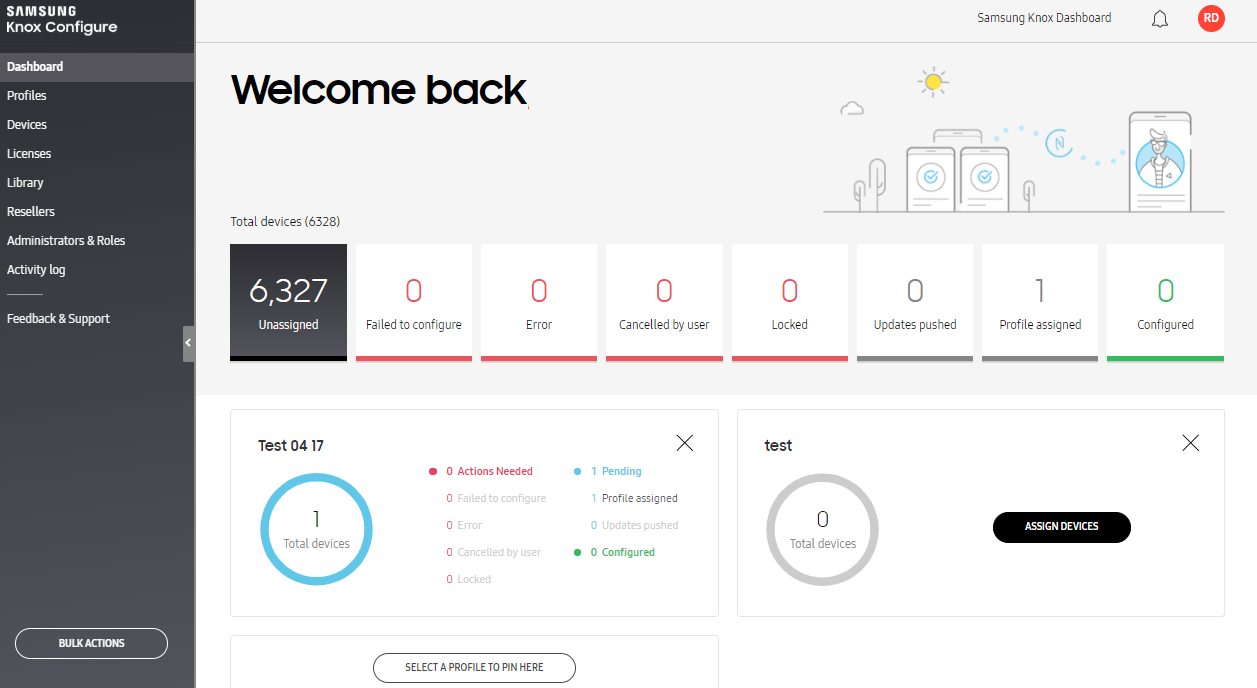 SAMSUNG
Knox Configure
Samsung Knox Dashboard
RD
Dashboard
Profiles
Devices
Licenses
Library
Resellers
Administrators & Roles
Activity log
Feedback & Support
BULK ACTIONS
Welcome back
N
Total devices (6328)
6,327
Unassigned
0
Failed to configure
0
Error
0
Cancelled by user
0
Locked
0
Updates pushed
1
Profile assigned
0
Configured
Test 04 17
1
Total devices
0 Actions Needed
0 Failed to configure
0 Error
0 Cancelled by user
0 Locked
1 Pending
1 Profile assigned
0 Updates pushed
0 Configured
test
0
Total devices
ASSIGN DEVICES
SELECT A PROFILE TO PIN HERE